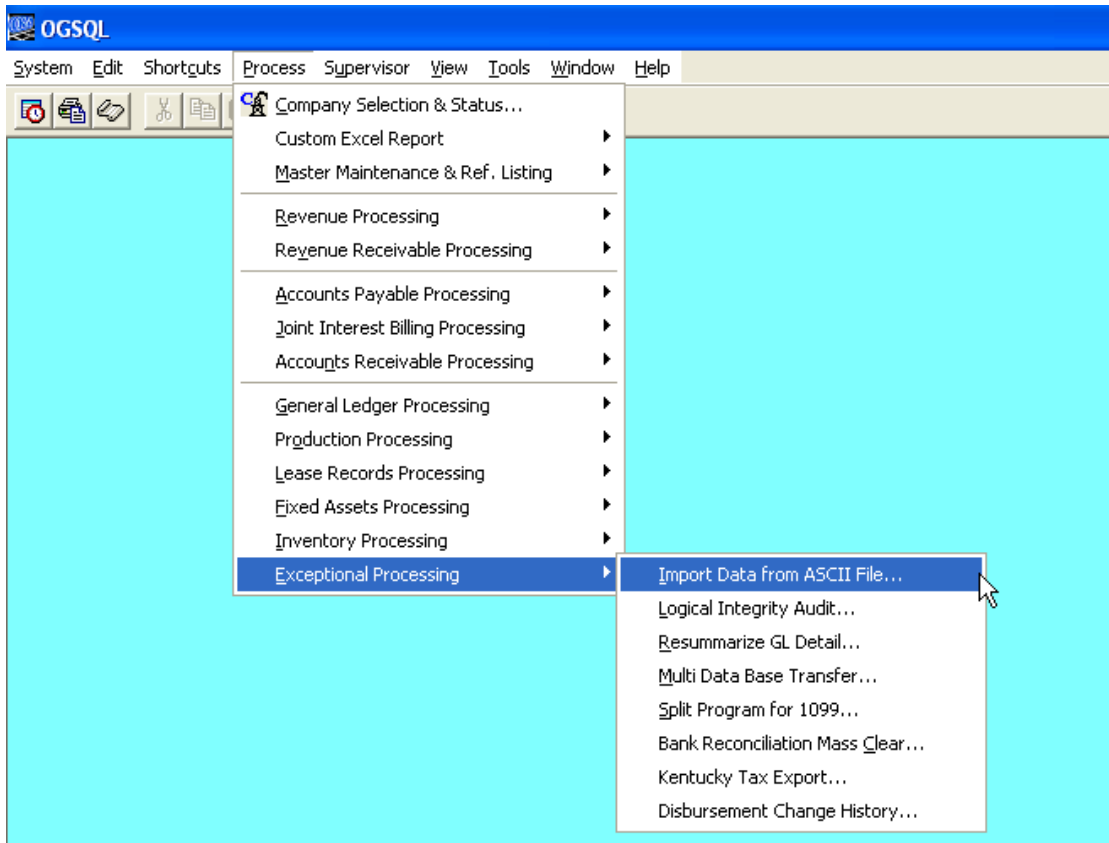 OGSQL
System Edit Shortcuts Process Supervisor View Tools Window Help
Company Selection & Status...
Custom Excel Report
Master Maintenance & Ref. Listing
Revenue Processing
Revenue Receivable Processing
Accounts Payable Processing
Joint Interest Billing Processing
Accounts Receivable Processing
General Ledger Processing
Production Processing
Lease Records Processing
Fixed Assets Processing
Inventory Processing
Exceptional Processing
Import Data from ASCII File...
Logical Integrity Audit...
Resummarize GL Detail...
Multi Data Base Transfer...
Split Program for 1099...
Bank Reconciliation Mass Clear...
Kentucky Tax Export...
Disbursement Change History...